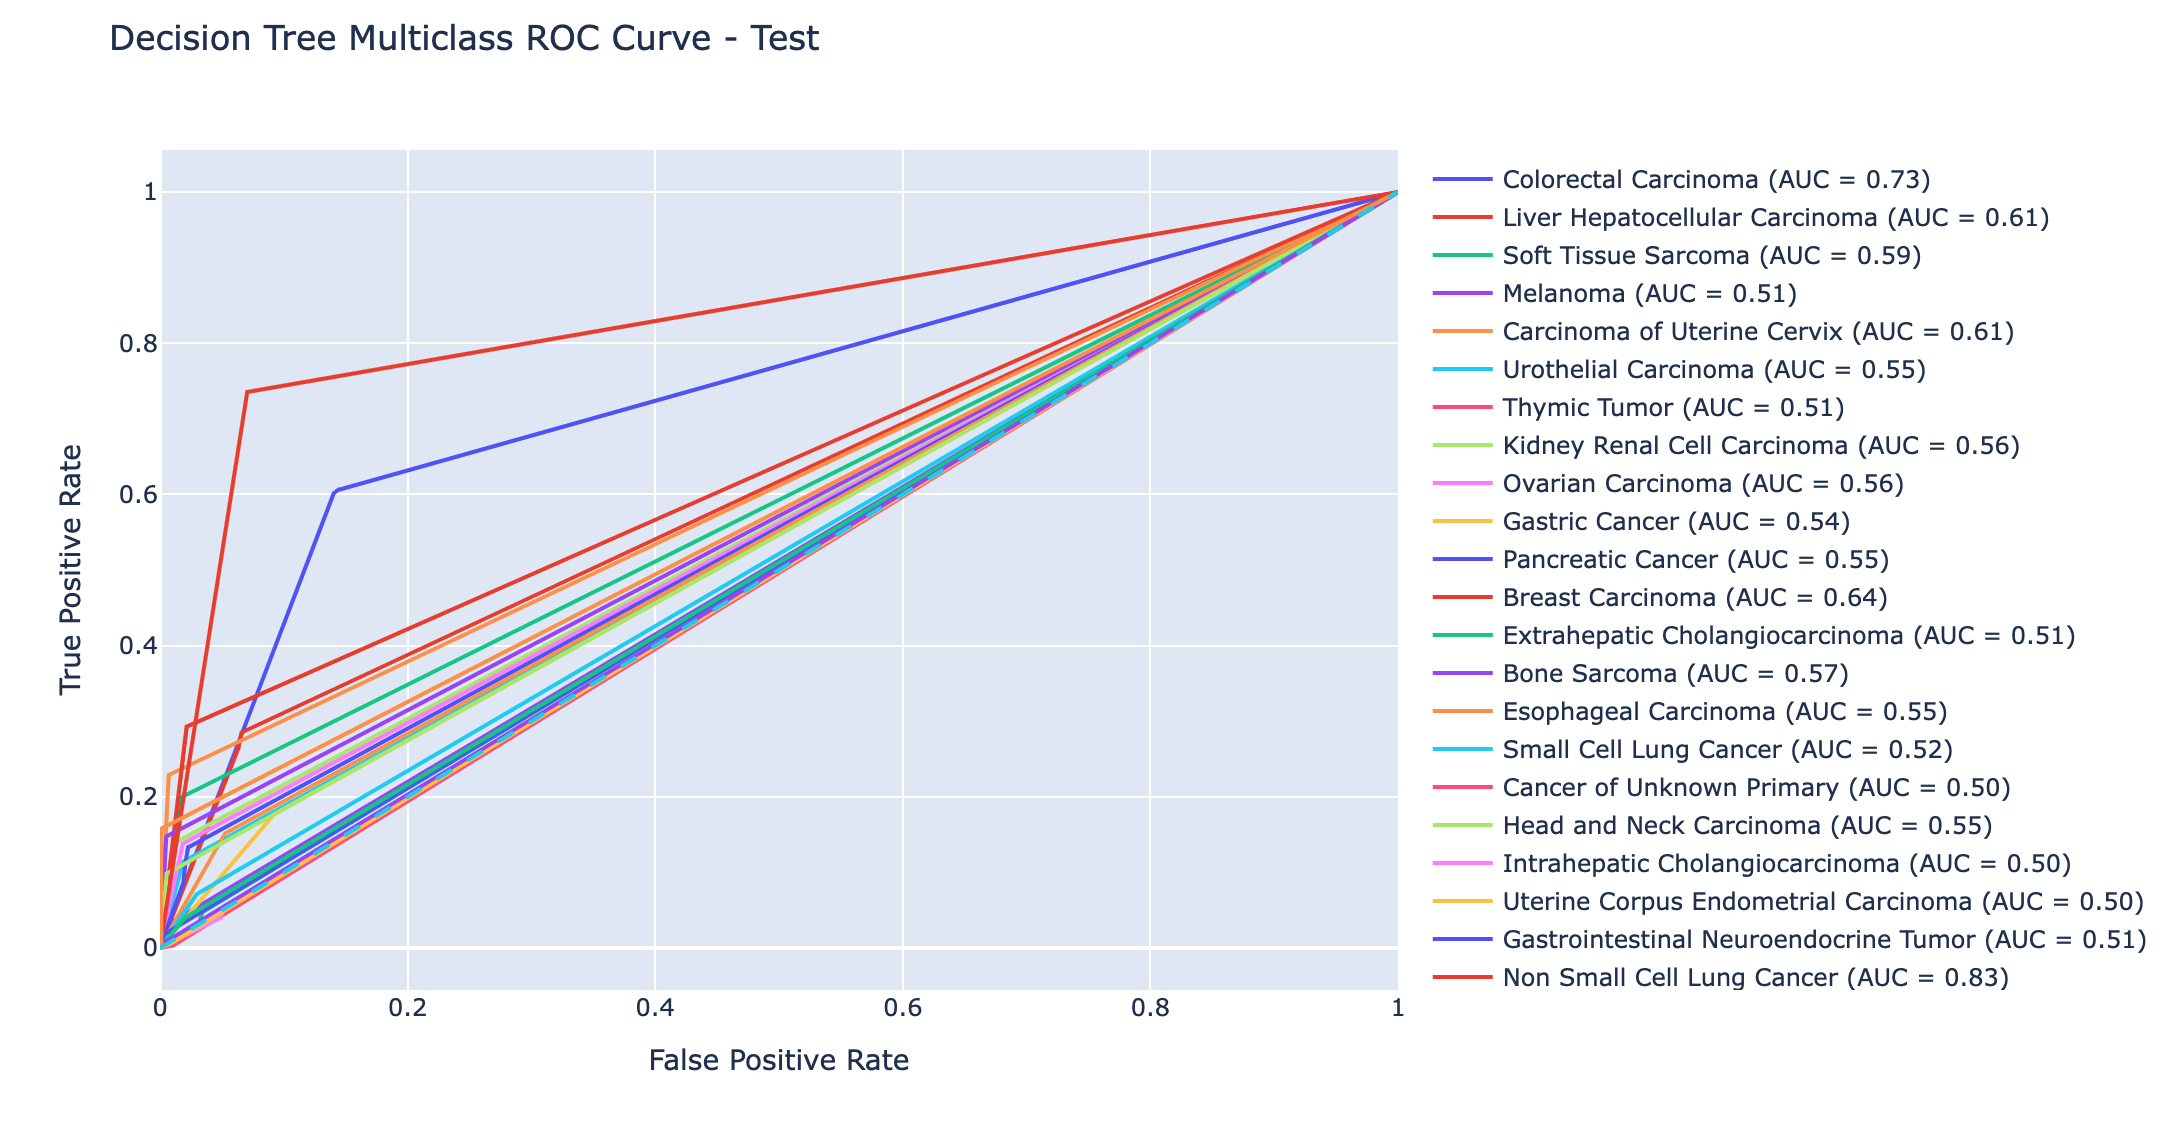 Decision Tree Multiclass ROC Curve - Test
True Positive Rate
1
0.8
0.6
0.4
0.2
0
0
0.2
0.4
0.6
0.8
1
False Positive Rate
Colorectal Carcinoma (AUC = 0.73)
Liver Hepatocellular Carcinoma (AUC = 0.61)
Soft Tissue Sarcoma (AUC = 0.59)
Melanoma (AUC = 0.51)
Carcinoma of Uterine Cervix (AUC = 0.61)
Urothelial Carcinoma (AUC = 0.55)
Thymic Tumor (AUC = 0.51)
Kidney Renal Cell Carcinoma (AUC = 0.56)
Ovarian Carcinoma (AUC = 0.56)
Gastric Cancer (AUC = 0.54)
Pancreatic Cancer (AUC = 0.55)
Breast Carcinoma (AUC = 0.64)
Extrahepatic Cholangiocarcinoma (AUC = 0.51)
Bone Sarcoma (AUC = 0.57)
Esophageal Carcinoma (AUC = 0.55)
Small Cell Lung Cancer (AUC = 0.52)
Cancer of Unknown Primary (AUC = 0.50)
Head and Neck Carcinoma (AUC = 0.55)
Intrahepatic Cholangiocarcinoma (AUC = 0.50)
Uterine Corpus Endometrial Carcinoma (AUC = 0.50)
Gastrointestinal Neuroendocrine Tumor (AUC = 0.51)
Non Small Cell Lung Cancer (AUC = 0.83)